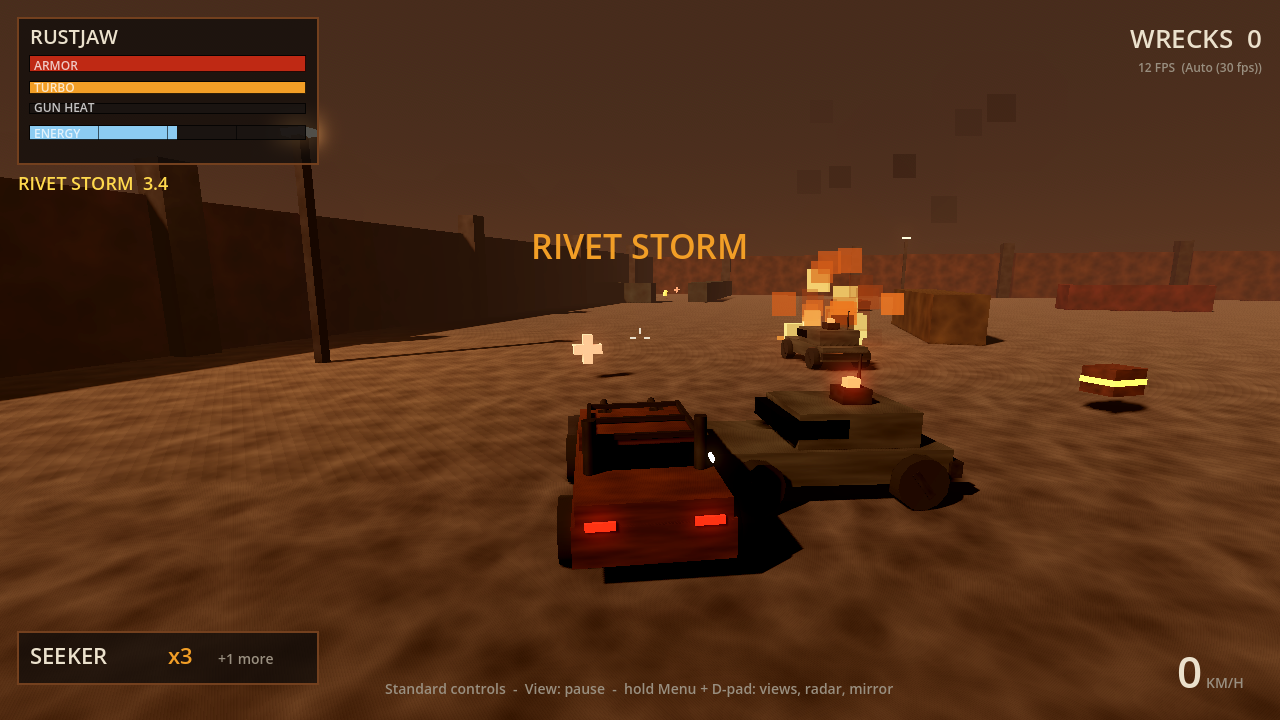 RUSTJAW
ARMOR
TURBO
GUN HEAT
ENERGY
RIVET STORM 3.4
WRECKS 0
12 FPS (Auto (30 fps))
RIVET STORM
SEEKER x3 +1 more
Standard controls - View: pause - hold Menu + D-pad: views, radar, mirror
0 KM/H